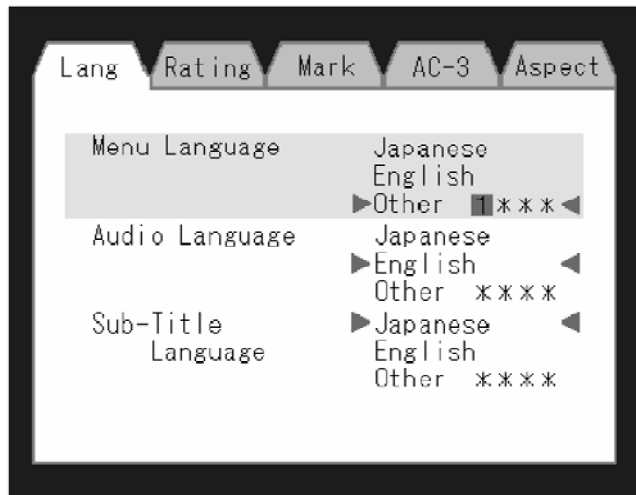 Lang Rating Mark AC-3 Aspect
Menu Language Japanese
English
▶Other 1***◀
Audio Language Japanese
▶English ◀
Other ****
Sub-Title ▶Japanese ◀
Language English
Other ****